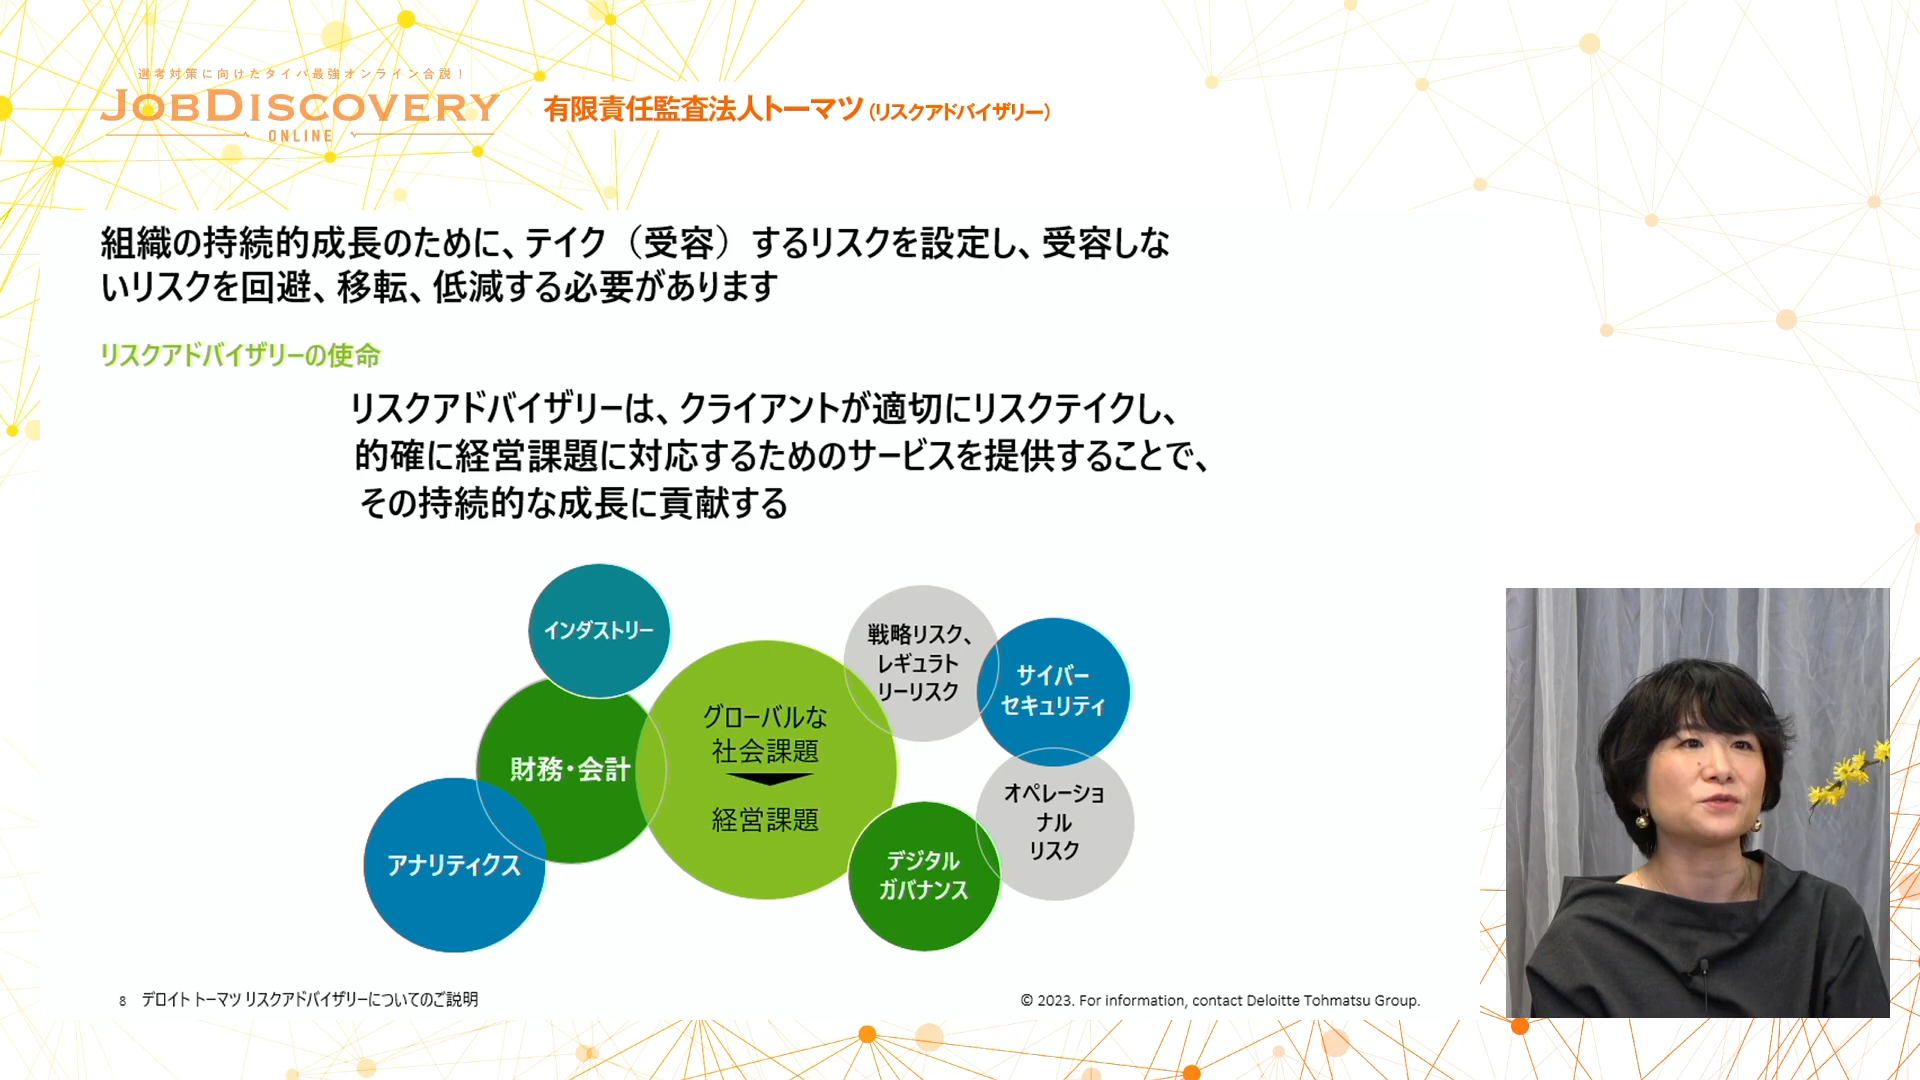 選考対策に向けたタイパ最強オンライン合説！
JOBDISCOVERY
ONLINE
有限責任監査法人トーマツ（リスクアドバイザリー）
組織の持続的成長のために、テイク（受容）するリスクを設定し、受容しな
いリスクを回避、移転、低減する必要があります
リスクアドバイザリーの使命
リスクアドバイザリーは、クライアントが適切にリスクテイクし、
的確に経営課題に対応するためのサービスを提供することで、
その持続的な成長に貢献する
インダストリー
財務・会計
アナリティクス
グローバルな
社会課題
経営課題
戦略リスク、
レギュラト
リーリスク
サイバー
セキュリティ
オペレーショ
ナル
リスク
デジタル
ガバナンス
8 デロイト トーマツ リスクアドバイザリーについてのご説明
© 2023. For information, contact Deloitte Tohmatsu Group.